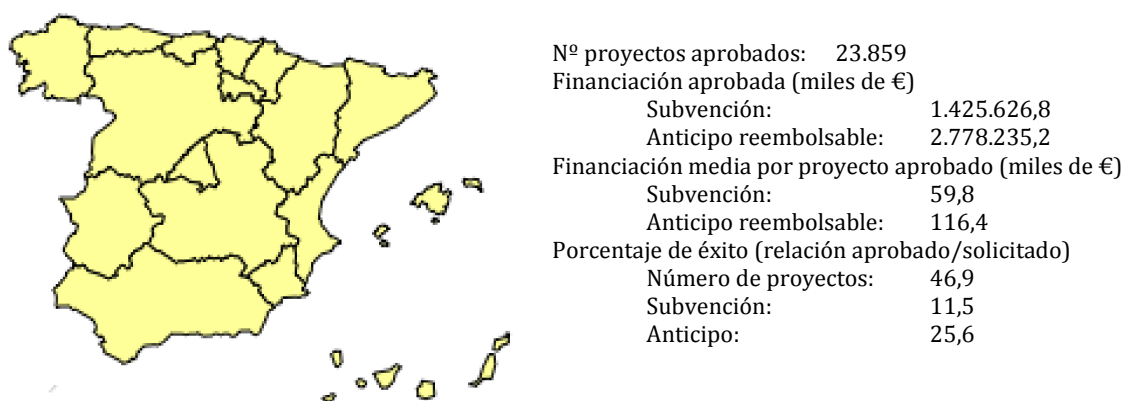 Nº proyectos aprobados: 23.859
Financiación aprobada (miles de €)
Subvención: 1.425.626,8
Anticipo reembolsable: 2.778.235,2
Financiación media por proyecto aprobado (miles de €)
Subvención: 59,8
Anticipo reembolsable: 116,4
Porcentaje de éxito (relación aprobado/solicitado)
Número de proyectos: 46,9
Subvención: 11,5
Anticipo: 25,6